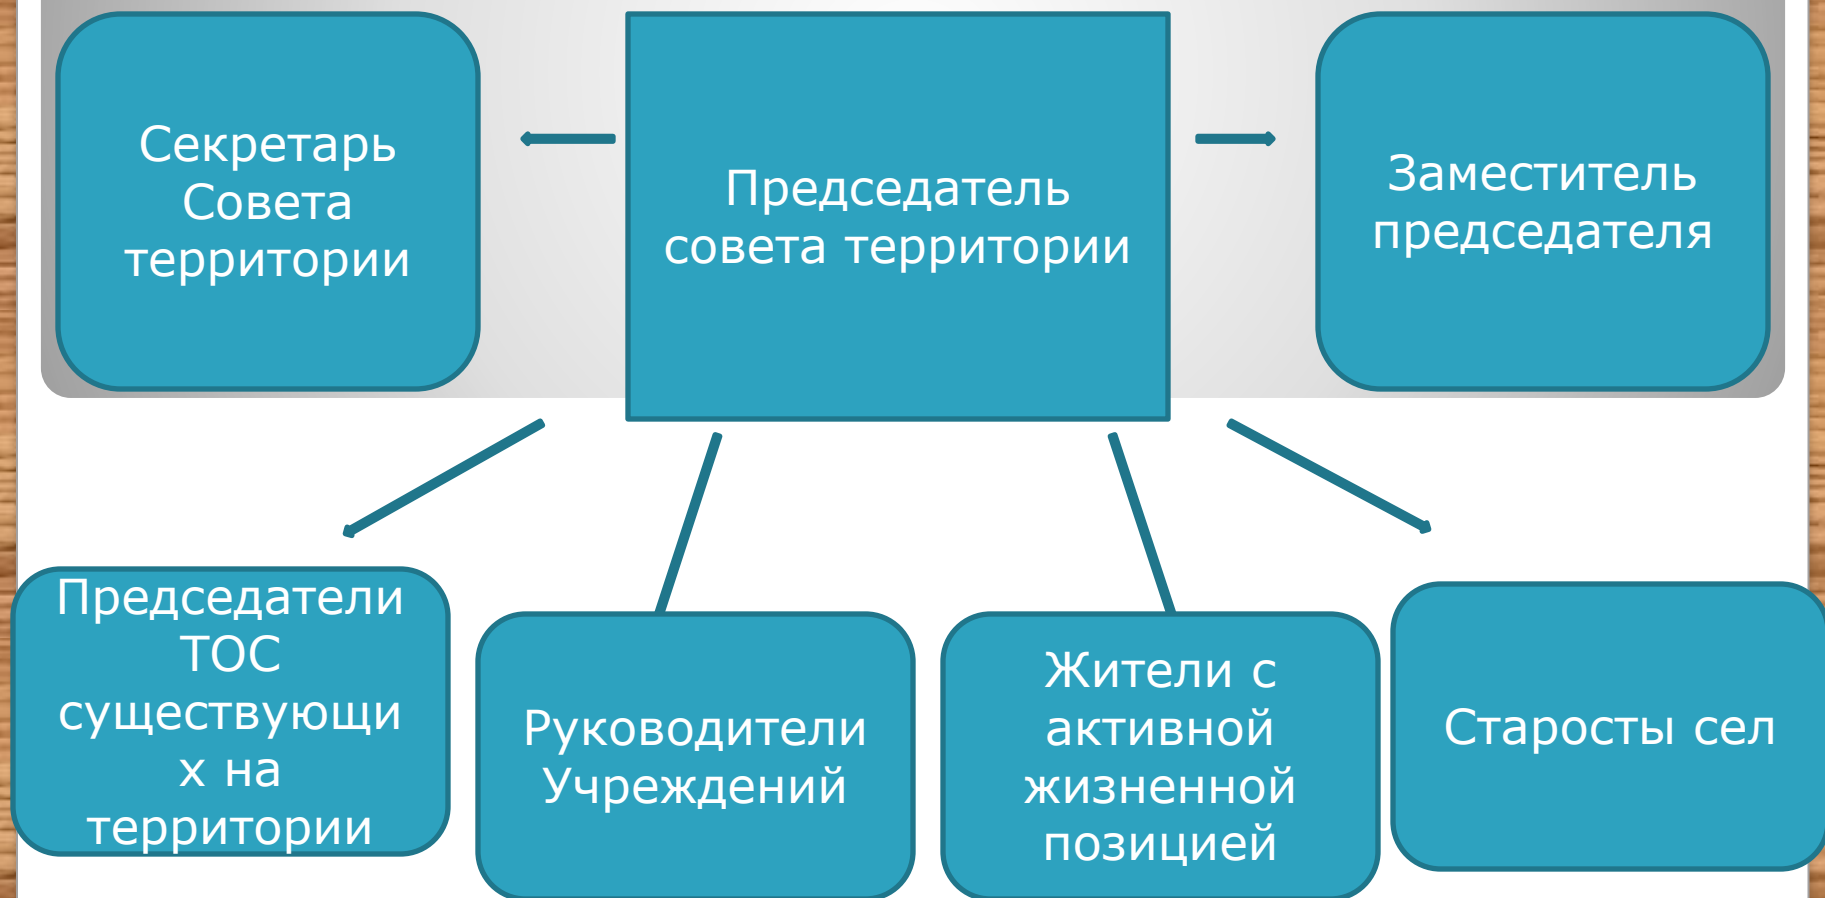 Секретарь
Совета
территории
Председатель
совета территории
Заместитель
председателя
Председатели
ТОС
существующи
х на
территории
Руководители
Учреждений
Жители с
активной
жизненной
позицией
Старосты сел